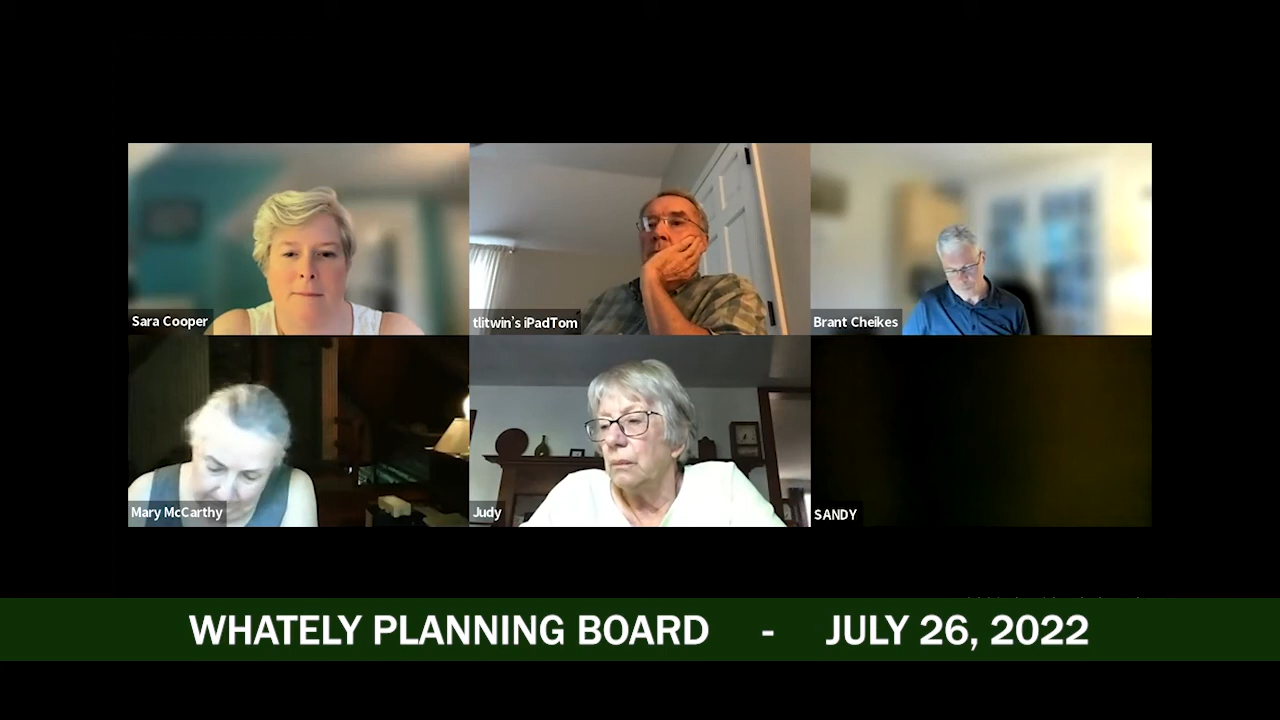 Sara Cooper
tlitwin's iPadTom
Brant Cheikes
Mary McCarthy
Judy
SANDY
WHATELY PLANNING BOARD - JULY 26, 2022